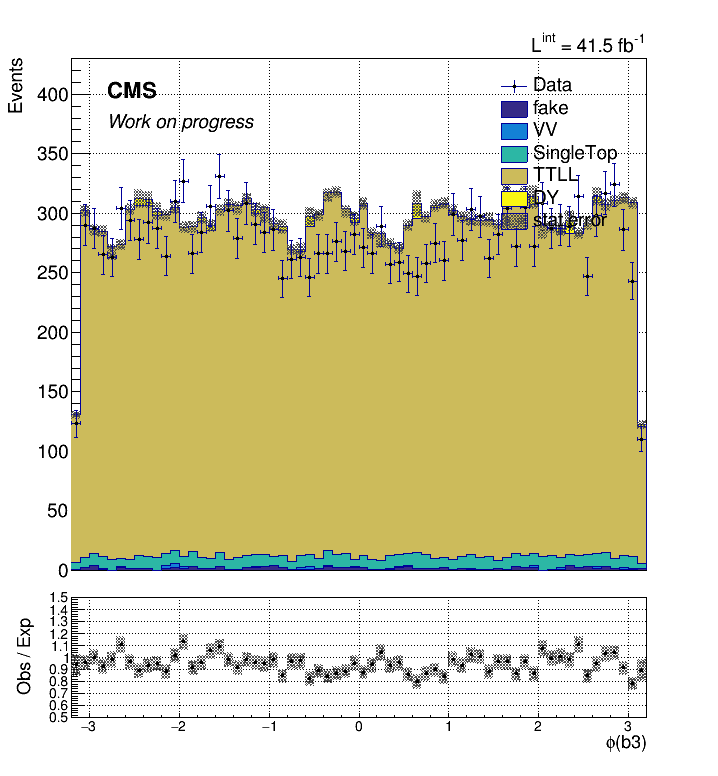 L^int = 41.5 fb^-1
Events
400
350
300
250
200
150
100
50
0
CMS
Work on progress
Data
fake
VV
SingleTop
TTLL
DY
stat error
Obs / Exp
1.5
1.4
1.3
1.2
1.1
1
0.9
0.8
0.7
0.6
0.5
−3 −2 −1 0 1 2 3
ϕ(b3)